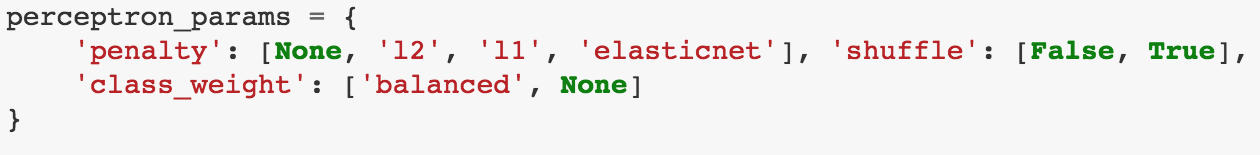 perceptron_params = {
    'penalty': [None, 'l2', 'l1', 'elasticnet'], 'shuffle': [False, True],
    'class_weight': ['balanced', None]
}